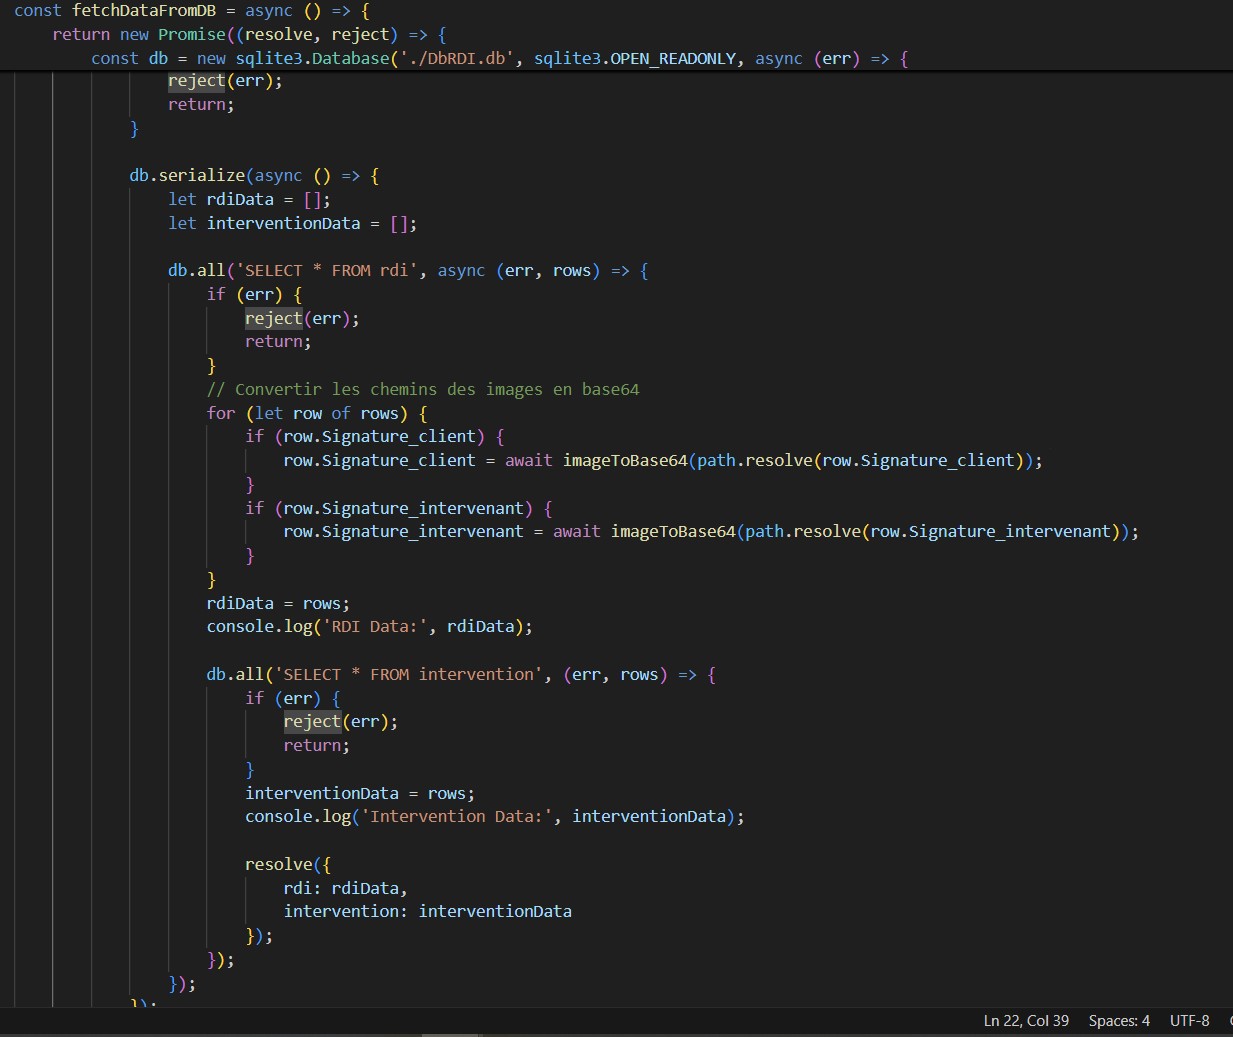 const fetchDataFromDB = async () => {
return new Promise((resolve, reject) => {
const db = new sqlite3.Database('./DbRDI.db', sqlite3.OPEN_READONLY, async (err) => {
reject(err);
return;
}
db.serialize(async () => {
let rdiData = [];
let interventionData = [];
db.all('SELECT * FROM rdi', async (err, rows) => {
if (err) {
reject(err);
return;
}
// Convertir les chemins des images en base64
for (let row of rows) {
if (row.Signature_client) {
row.Signature_client = await imageToBase64(path.resolve(row.Signature_client));
}
if (row.Signature_intervenant) {
row.Signature_intervenant = await imageToBase64(path.resolve(row.Signature_intervenant));
}
}
rdiData = rows;
console.log('RDI Data:', rdiData);
db.all('SELECT * FROM intervention', (err, rows) => {
if (err) {
reject(err);
return;
}
interventionData = rows;
console.log('Intervention Data:', interventionData);
resolve({
rdi: rdiData,
intervention: interventionData
});
});
});
});
Ln 22, Col 39 Spaces: 4 UTF-8